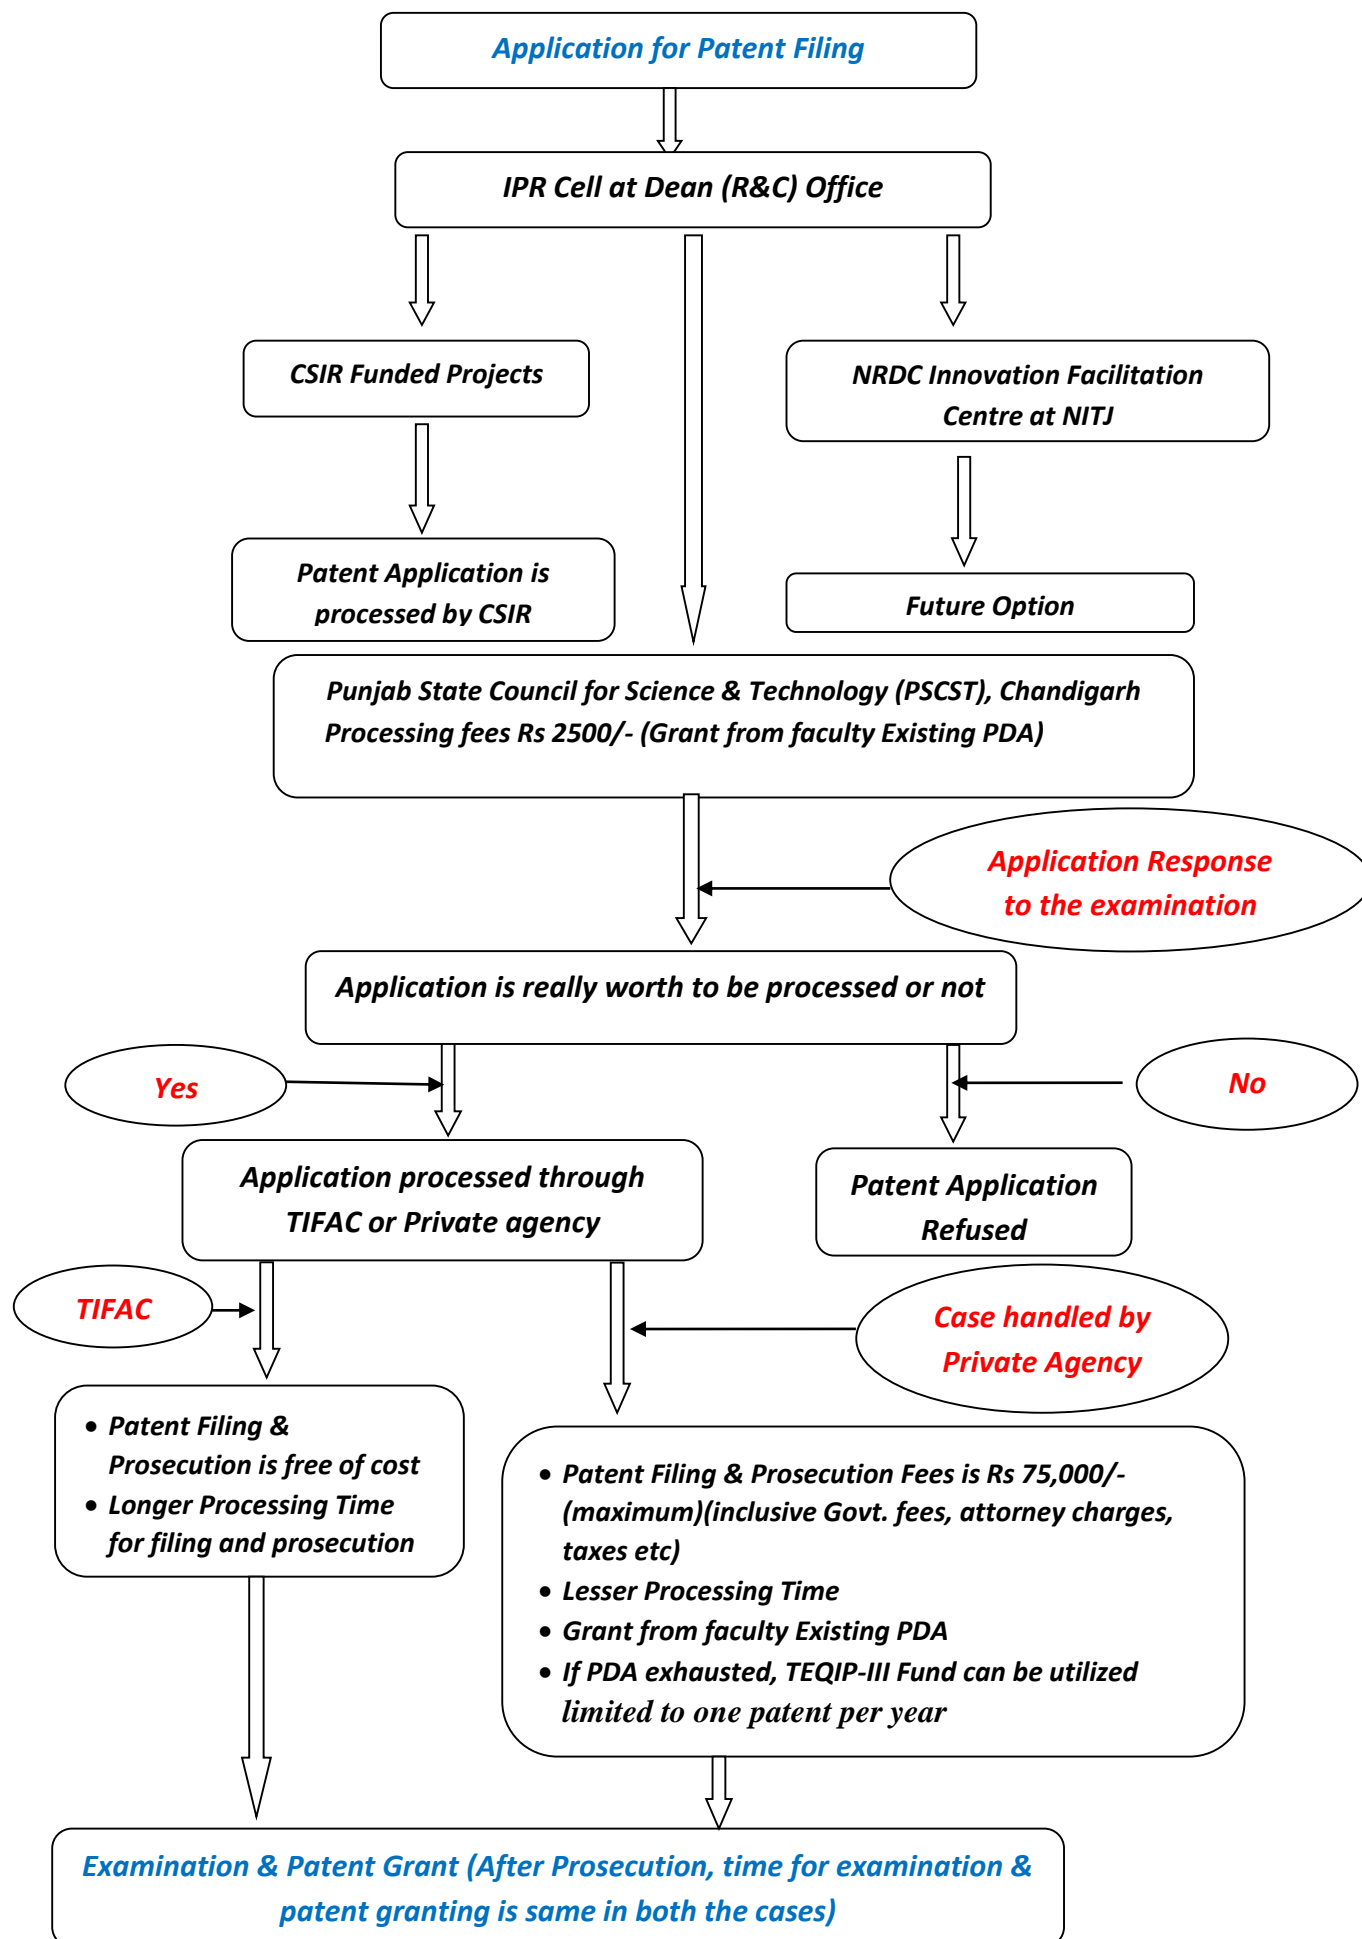 Application for Patent Filing
IPR Cell at Dean (R&C) Office
CSIR Funded Projects
NRDC Innovation Facilitation
Centre at NITJ
Patent Application is
processed by CSIR
Future Option
Punjab State Council for Science & Technology (PSCST), Chandigarh
Processing fees Rs 2500/- (Grant from faculty Existing PDA)
Application Response
to the examination
Application is really worth to be processed or not
Yes
No
Application processed through
TIFAC or Private agency
Patent Application
Refused
TIFAC
Case handled by
Private Agency
• Patent Filing &
Prosecution is free of cost
• Longer Processing Time
for filing and prosecution
• Patent Filing & Prosecution Fees is Rs 75,000/-
(maximum)(inclusive Govt. fees, attorney charges,
taxes etc)
• Lesser Processing Time
• Grant from faculty Existing PDA
• If PDA exhausted, TEQIP-III Fund can be utilized
limited to one patent per year
Examination & Patent Grant (After Prosecution, time for examination &
patent granting is same in both the cases)